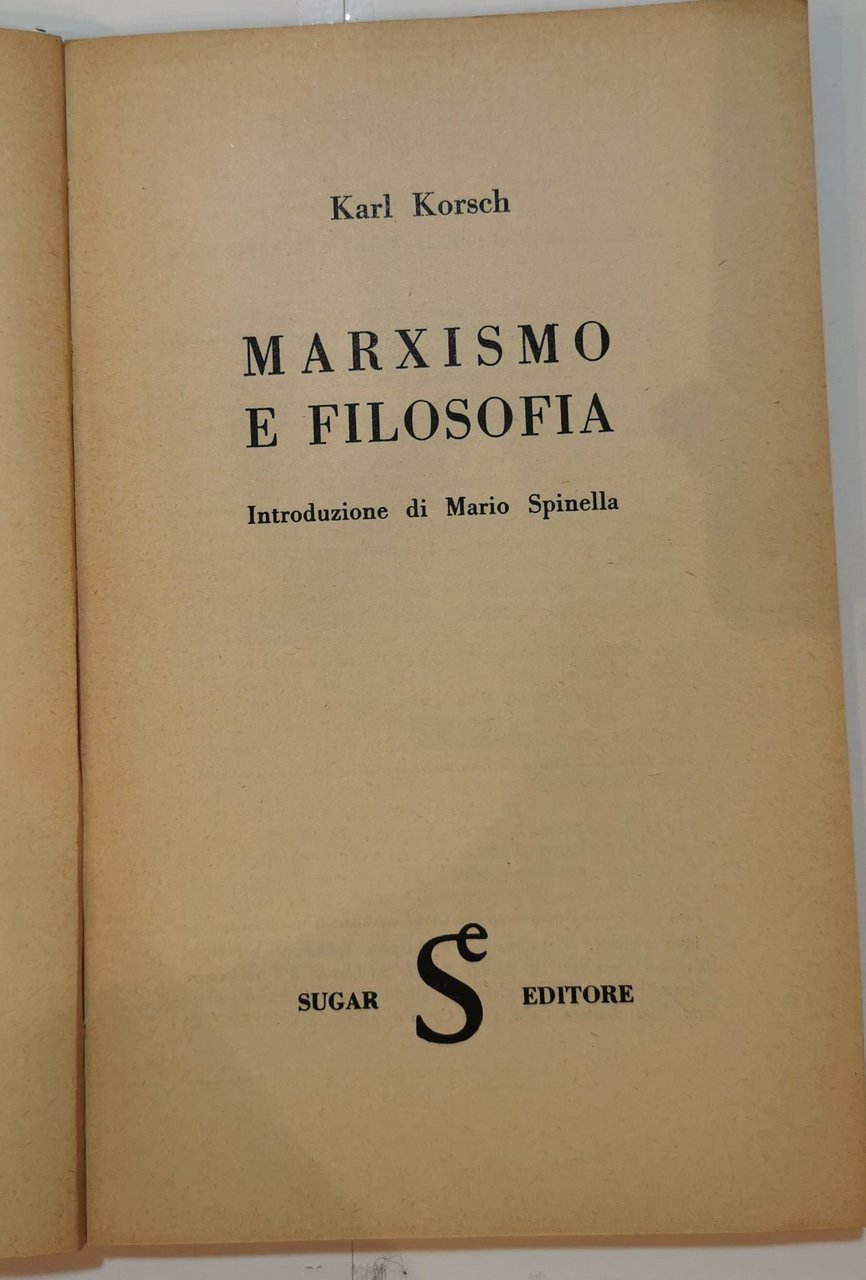 Karl Korsch
MARXISMO
E FILOSOFIA
Introduzione di Mario Spinella
SUGAR Se EDITORE